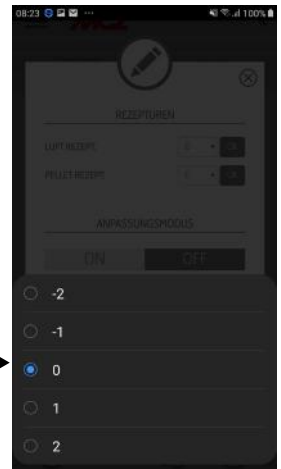 08:23 100%
REZEPTUREN
LUFT REZEPT: 0 OK
PELLET REZEPT: OK
ANPASSUNGSMODUS
ON OFF
-2
-1
0
1
2